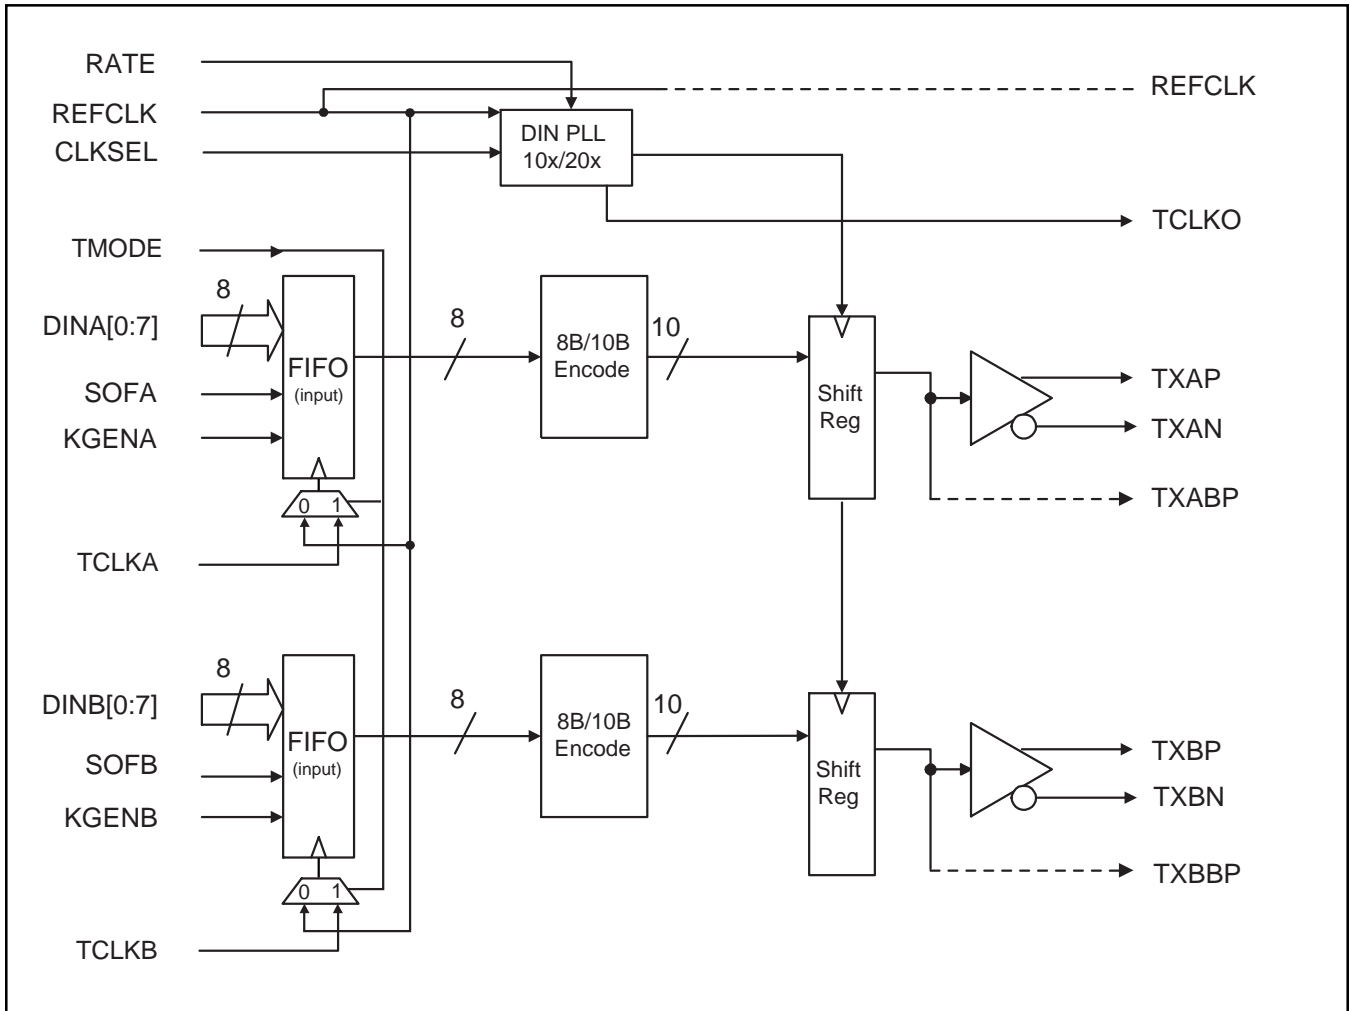 RATE
REFCLK
REFCLK
CLKSEL
DIN PLL
10x/20x
TCLKO
TMODE
8
DINA[0:7]
FIFO
(input)
8
8B/10B
Encode
10
Shift
Reg
SOFA
KGENA
TXAP
TXAN
TXABP
0 1
TCLKA
8
DINB[0:7]
FIFO
(input)
8
8B/10B
Encode
10
Shift
Reg
SOFB
KGENB
TXBP
TXBN
TXBBP
0 1
TCLKB